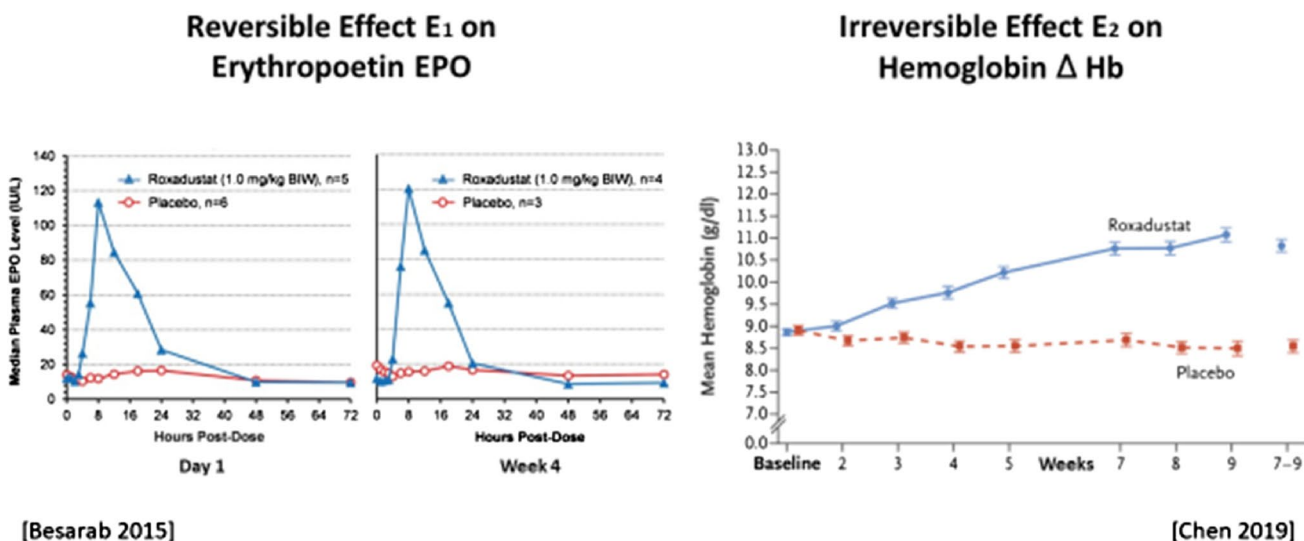 Reversible Effect E₁ on
Erythropoetin EPO
Irreversible Effect E₂ on
Hemoglobin Δ Hb
Median Plasma EPO Level (IU/L)
140
120
100
80
60
40
20
0
Roxadustat (1.0 mg/kg BIW), n=5
Placebo, n=6
0 8 16 24 32 40 48 56 64 72
Hours Post-Dose
Day 1
Roxadustat (1.0 mg/kg BIW), n=4
Placebo, n=3
0 8 16 24 32 40 48 56 64 72
Hours Post-Dose
Week 4
Mean Hemoglobin (g/dl)
13.0
12.5
12.0
11.5
11.0
10.5
10.0
9.5
9.0
8.5
8.0
7.5
7.0
0.0
Roxadustat
Placebo
Baseline 2 3 4 5 Weeks 7 8 9 7–9
[Besarab 2015]
[Chen 2019]